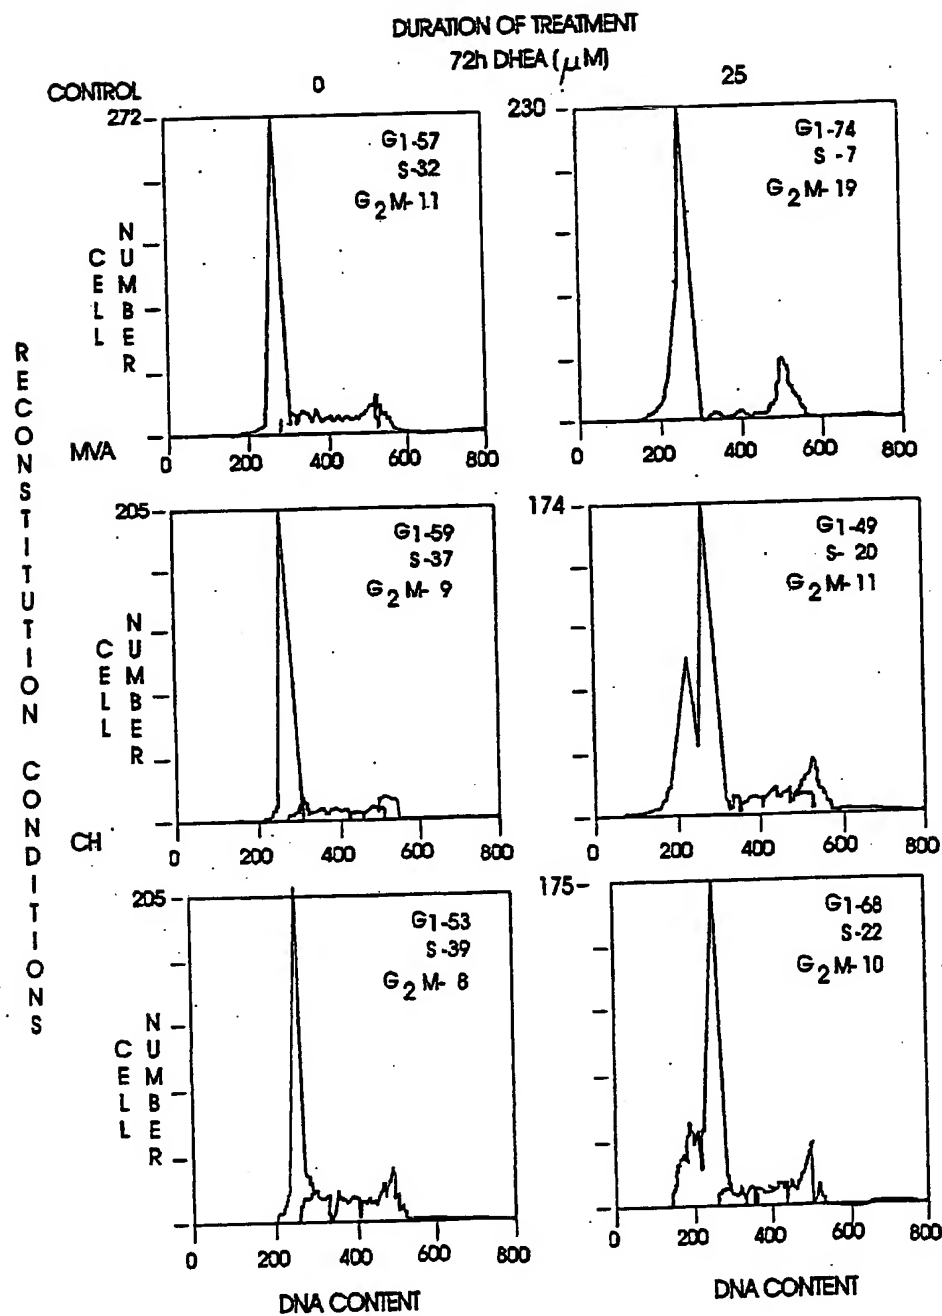 DURATION OF TREATMENT
72h DHEA (μM)
0
25
RECONSTITUTION CONDITIONS
CONTROL
272
CELL NUMBER
G1-57
S-32
G2M-11
0 200 400 600 800
230
G1-74
S-7
G2M-19
0 200 400 600 800
MVA
205
CELL NUMBER
G1-59
S-37
G2M-9
0 200 400 600 800
174
G1-49
S-20
G2M-11
0 200 400 600 800
CH
205
CELL NUMBER
G1-53
S-39
G2M-8
0 200 400 600 800
DNA CONTENT
175
G1-68
S-22
G2M-10
0 200 400 600 800
DNA CONTENT